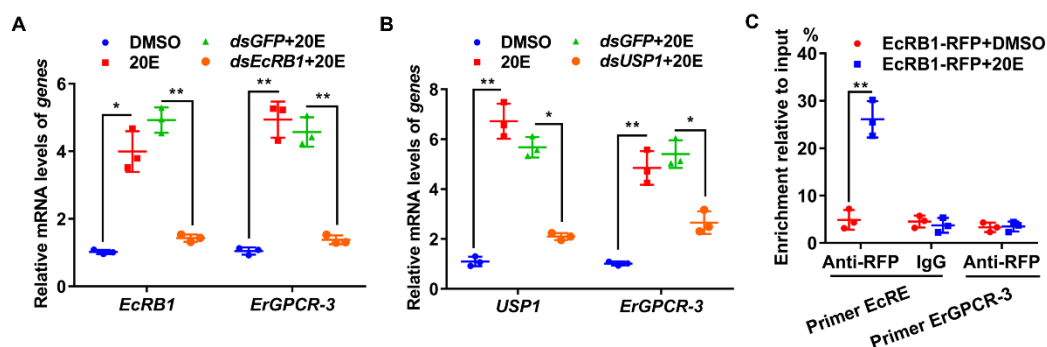 A
DMSO
20E
dsGFP+20E
dsEcRB1+20E
Relative mRNA levels of genes
6
4
2
0
*
**
**
**
EcRB1
ErGPCR-3
B
DMSO
20E
dsGFP+20E
dsUSP1+20E
Relative mRNA levels of genes
8
6
4
2
0
**
*
**
*
USP1
ErGPCR-3
C
%
EcRB1-RFP+DMSO
EcRB1-RFP+20E
Enrichment relative to input
40
30
20
10
0
**
Anti-RFP
IgG
Anti-RFP
Primer EcRE
Primer ErGPCR-3